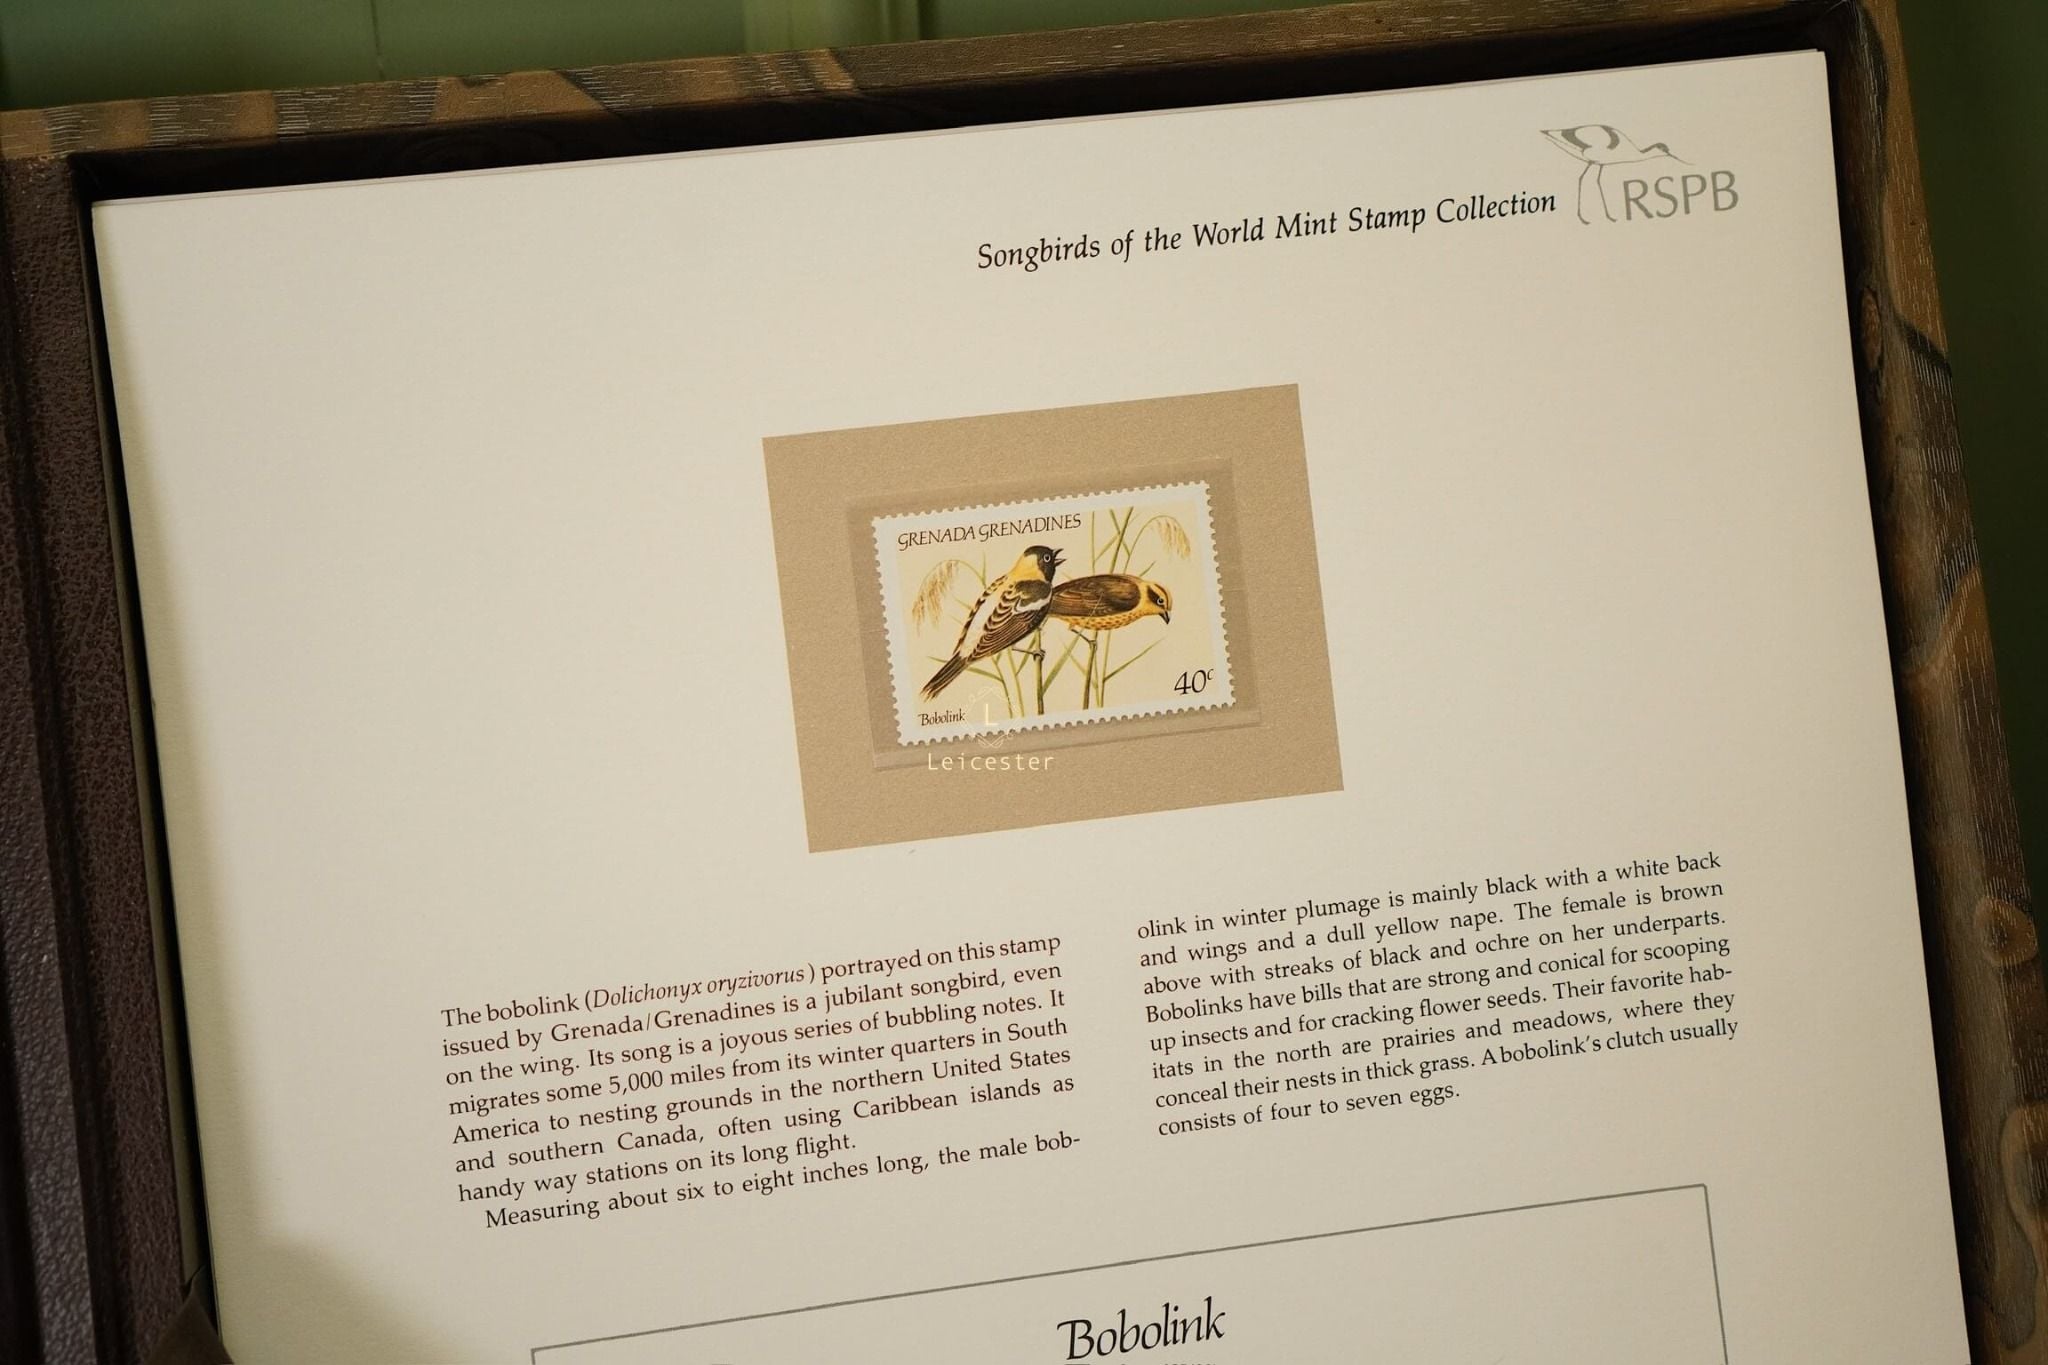 RSPB
Songbirds of the World Mint Stamp Collection
GRENADA GRENADINES
40c
Bobolink
L
Leicester
The bobolink (Dolichonyx oryzivorus) portrayed on this stamp
issued by Grenada/Grenadines is a jubilant songbird, even
on the wing. Its song is a joyous series of bubbling notes. It
migrates some 5,000 miles from its winter quarters in South
America to nesting grounds in the northern United States
and southern Canada, often using Caribbean islands as
handy way stations on its long flight.
Measuring about six to eight inches long, the male bob-
olink in winter plumage is mainly black with a white back
and wings and a dull yellow nape. The female is brown
above with streaks of black and ochre on her underparts.
Bobolinks have bills that are strong and conical for scooping
up insects and for cracking flower seeds. Their favorite hab-
itats in the north are prairies and meadows, where they
conceal their nests in thick grass. A bobolink's clutch usually
consists of four to seven eggs.
Bobolink